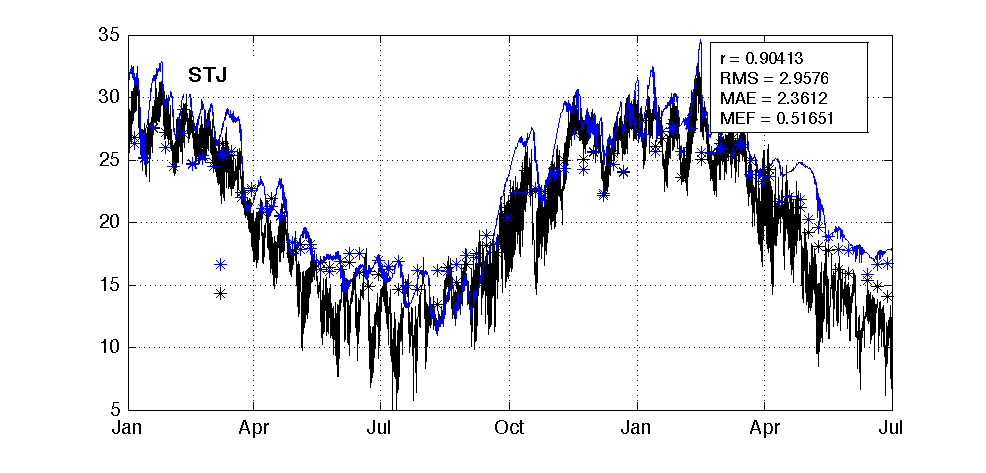 35
30
25
20
15
10
5
STJ
r = 0.90413
RMS = 2.9576
MAE = 2.3612
MEF = 0.51651
Jan Apr Jul Oct Jan Apr Jul